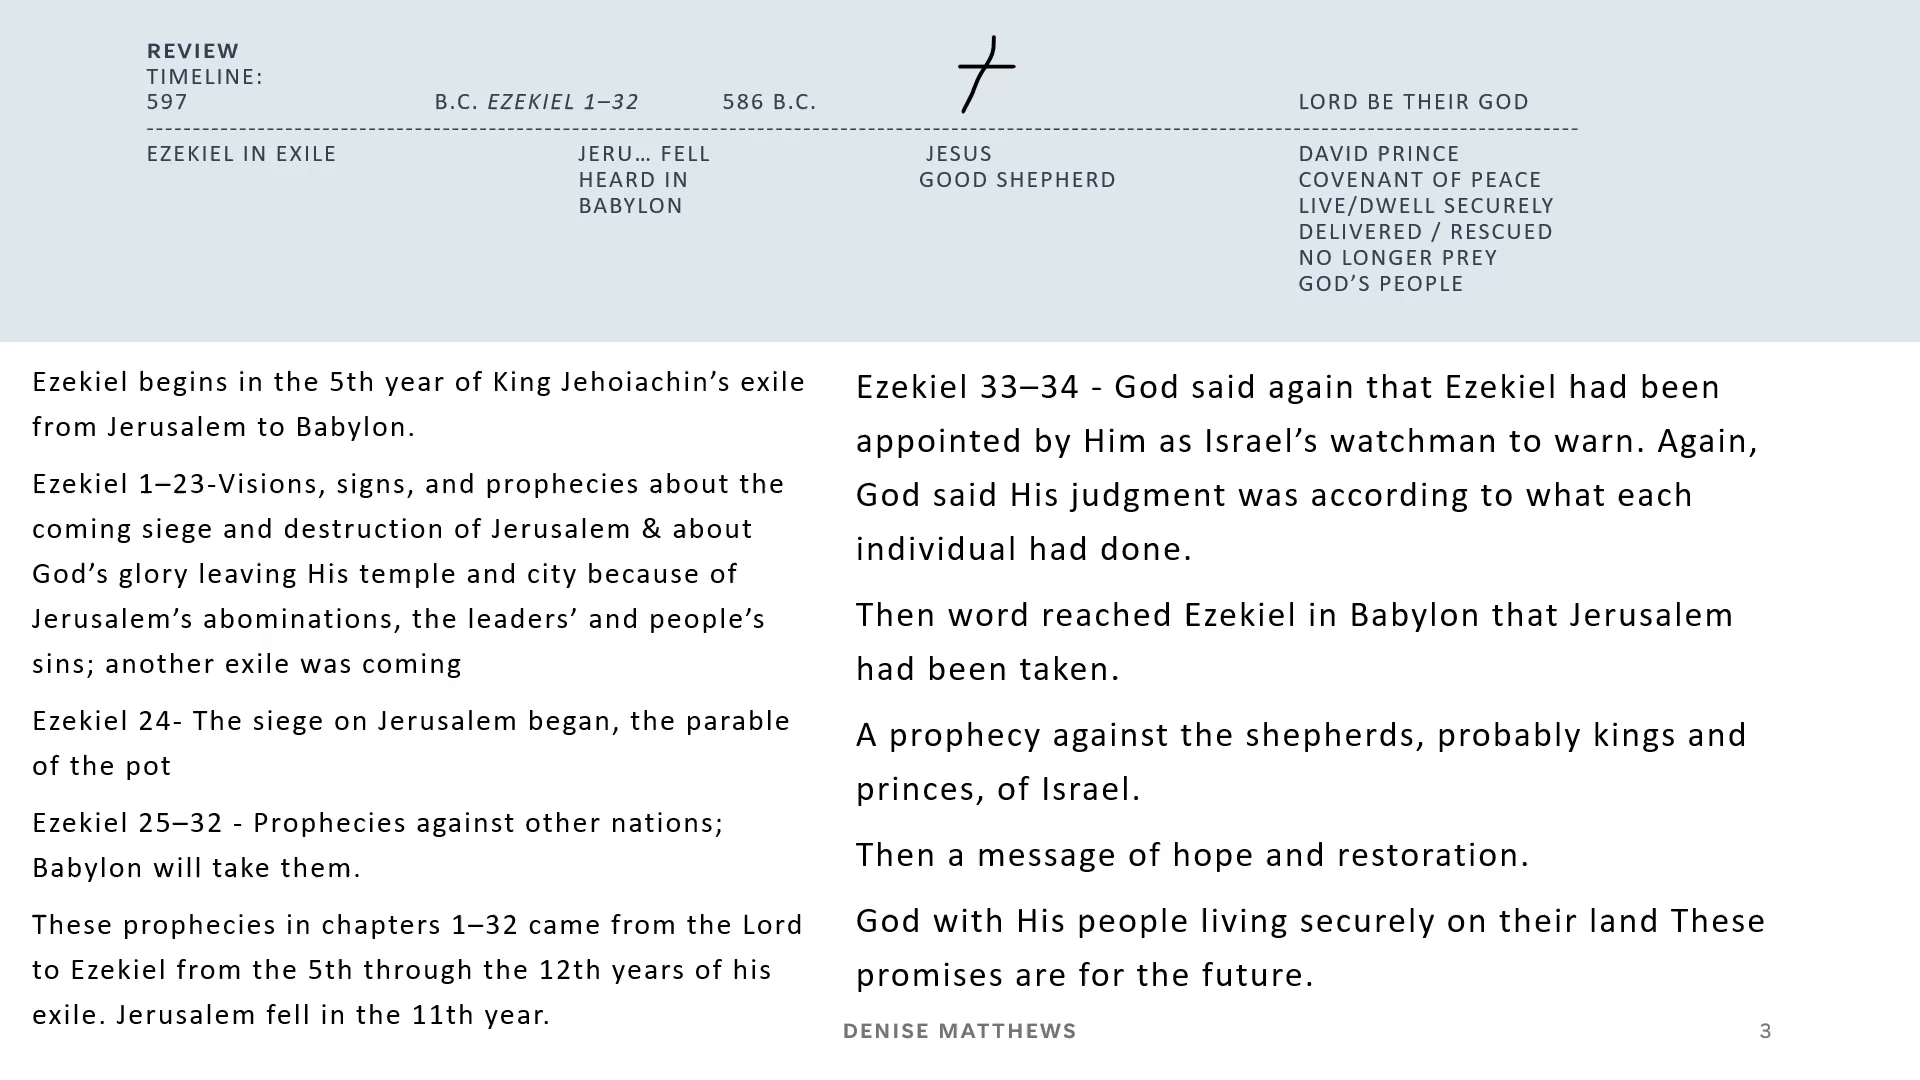 REVIEW
TIMELINE:
597 B.C. EZEKIEL 1–32 586 B.C. LORD BE THEIR GOD
--------------------------------------------------------------------------------------------------------------------------
EZEKIEL IN EXILE JERU… FELL JESUS DAVID PRINCE
HEARD IN GOOD SHEPHERD COVENANT OF PEACE
BABYLON LIVE/DWELL SECURELY
DELIVERED / RESCUED
NO LONGER PREY
GOD’S PEOPLE
Ezekiel begins in the 5th year of King Jehoiachin’s exile
from Jerusalem to Babylon.
Ezekiel 1–23-Visions, signs, and prophecies about the
coming siege and destruction of Jerusalem & about
God’s glory leaving His temple and city because of
Jerusalem’s abominations, the leaders’ and people’s
sins; another exile was coming
Ezekiel 24- The siege on Jerusalem began, the parable
of the pot
Ezekiel 25–32 - Prophecies against other nations;
Babylon will take them.
These prophecies in chapters 1–32 came from the Lord
to Ezekiel from the 5th through the 12th years of his
exile. Jerusalem fell in the 11th year.
Ezekiel 33–34 - God said again that Ezekiel had been
appointed by Him as Israel’s watchman to warn. Again,
God said His judgment was according to what each
individual had done.
Then word reached Ezekiel in Babylon that Jerusalem
had been taken.
A prophecy against the shepherds, probably kings and
princes, of Israel.
Then a message of hope and restoration.
God with His people living securely on their land These
promises are for the future.
DENISE MATTHEWS
3